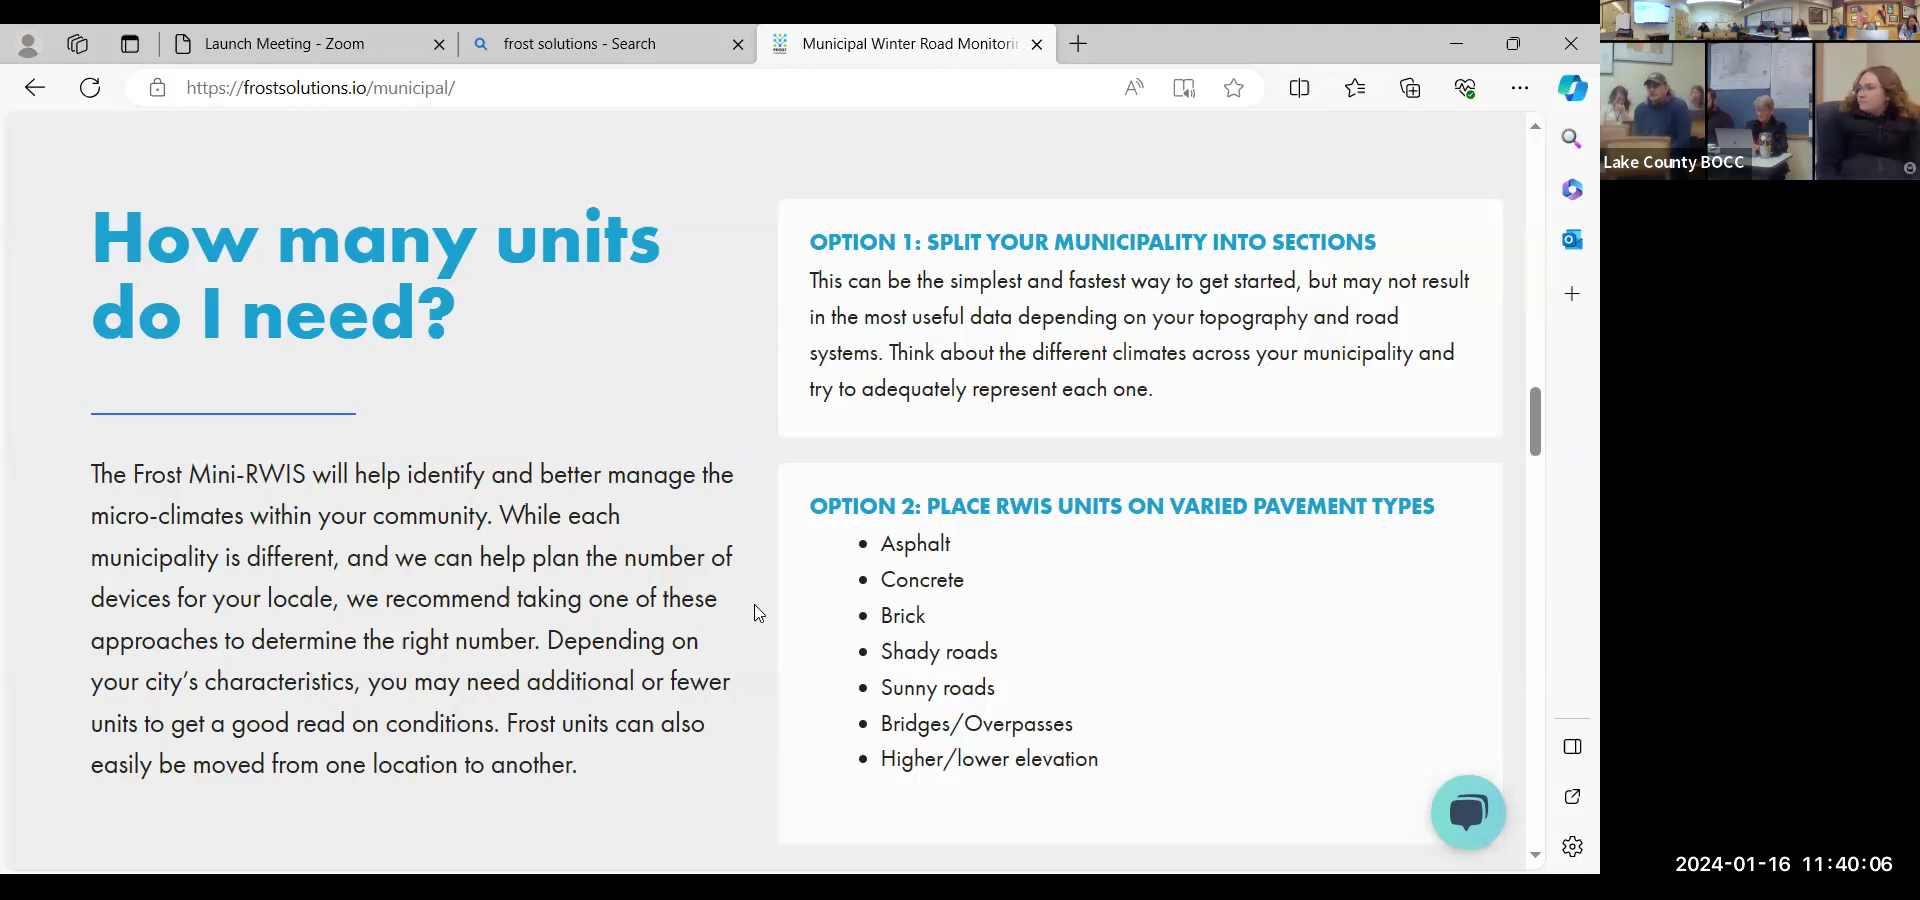 Launch Meeting - Zoom
frost solutions - Search
Municipal Winter Road Monitorin
https://frostsolutions.io/municipal/
How many units
do I need?
The Frost Mini-RWIS will help identify and better manage the
micro-climates within your community. While each
municipality is different, and we can help plan the number of
devices for your locale, we recommend taking one of these
approaches to determine the right number. Depending on
your city’s characteristics, you may need additional or fewer
units to get a good read on conditions. Frost units can also
easily be moved from one location to another.
OPTION 1: SPLIT YOUR MUNICIPALITY INTO SECTIONS
This can be the simplest and fastest way to get started, but may not result
in the most useful data depending on your topography and road
systems. Think about the different climates across your municipality and
try to adequately represent each one.
OPTION 2: PLACE RWIS UNITS ON VARIED PAVEMENT TYPES
• Asphalt
• Concrete
• Brick
• Shady roads
• Sunny roads
• Bridges/Overpasses
• Higher/lower elevation
Lake County BOCC
2024-01-16 11:40:06